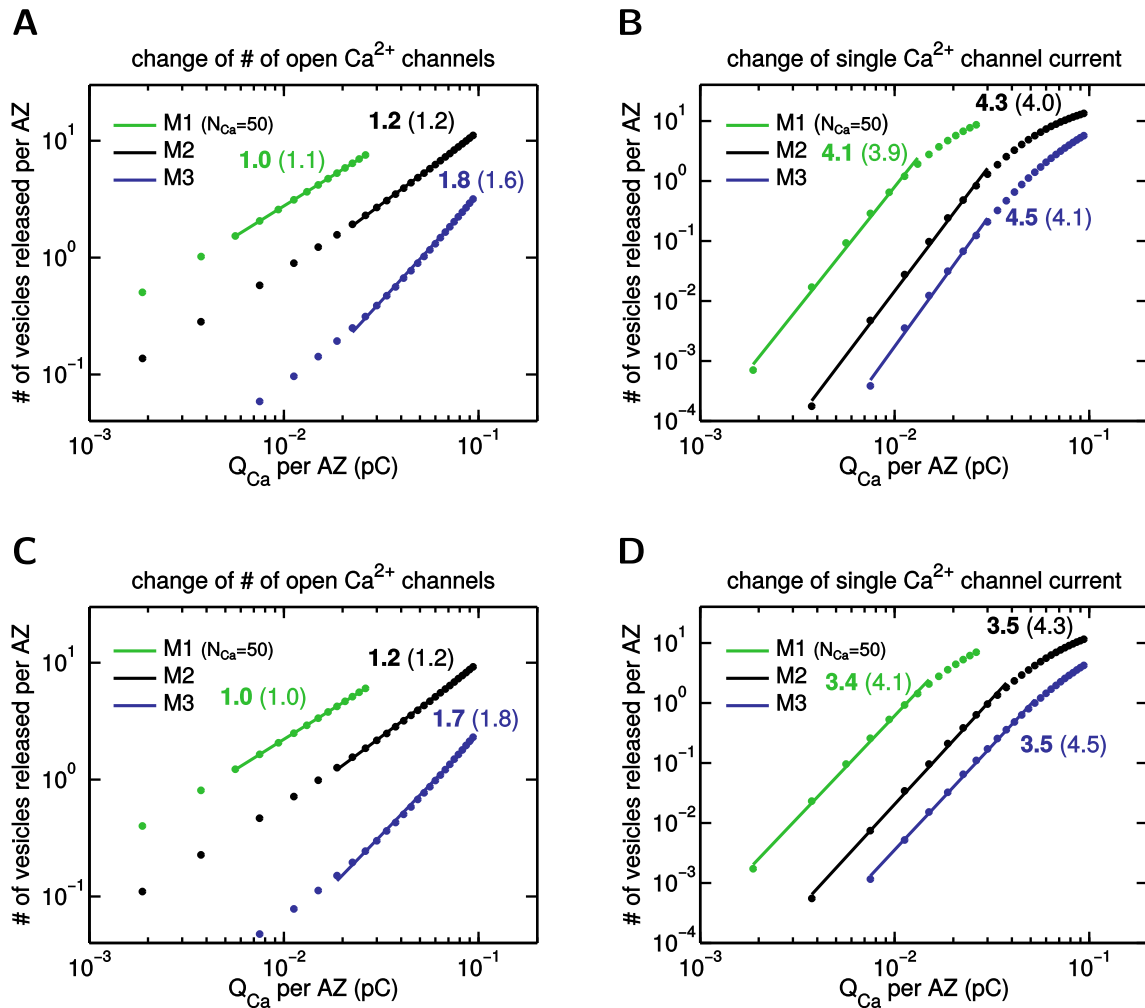 A
change of # of open Ca2+ channels
# of vesicles released per AZ
M1 (NCa=50)
M2
M3
1.0 (1.1)
1.2 (1.2)
1.8 (1.6)
10^1
10^0
10^−1
10^−3
10^−2
10^−1
QCa per AZ (pC)
B
change of single Ca2+ channel current
# of vesicles released per AZ
M1 (NCa=50)
M2
M3
4.3 (4.0)
4.1 (3.9)
4.5 (4.1)
10^1
10^0
10^−1
10^−2
10^−3
10^−4
10^−3
10^−2
10^−1
QCa per AZ (pC)
C
change of # of open Ca2+ channels
# of vesicles released per AZ
M1 (NCa=50)
M2
M3
1.2 (1.2)
1.0 (1.0)
1.7 (1.8)
10^1
10^0
10^−1
10^−3
10^−2
10^−1
QCa per AZ (pC)
D
change of single Ca2+ channel current
# of vesicles released per AZ
M1 (NCa=50)
M2
M3
3.5 (4.3)
3.4 (4.1)
3.5 (4.5)
10^1
10^0
10^−1
10^−2
10^−3
10^−4
10^−3
10^−2
10^−1
QCa per AZ (pC)